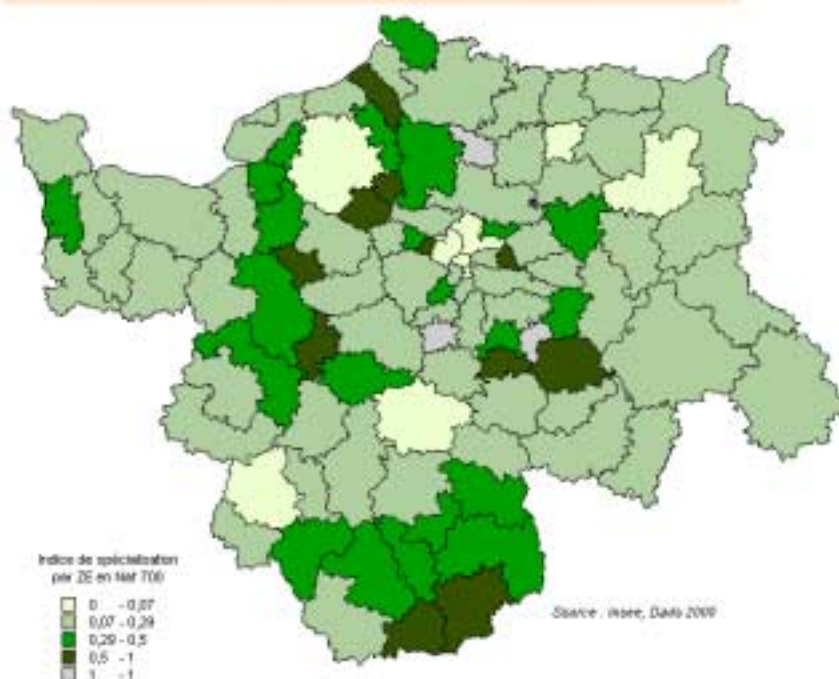 Indice de spécialisation
par ZE en Naf 700
0 - 0,07
0,07 - 0,29
0,29 - 0,5
0,5 - 1
1 - 1
Source : Insee, Dads 2000